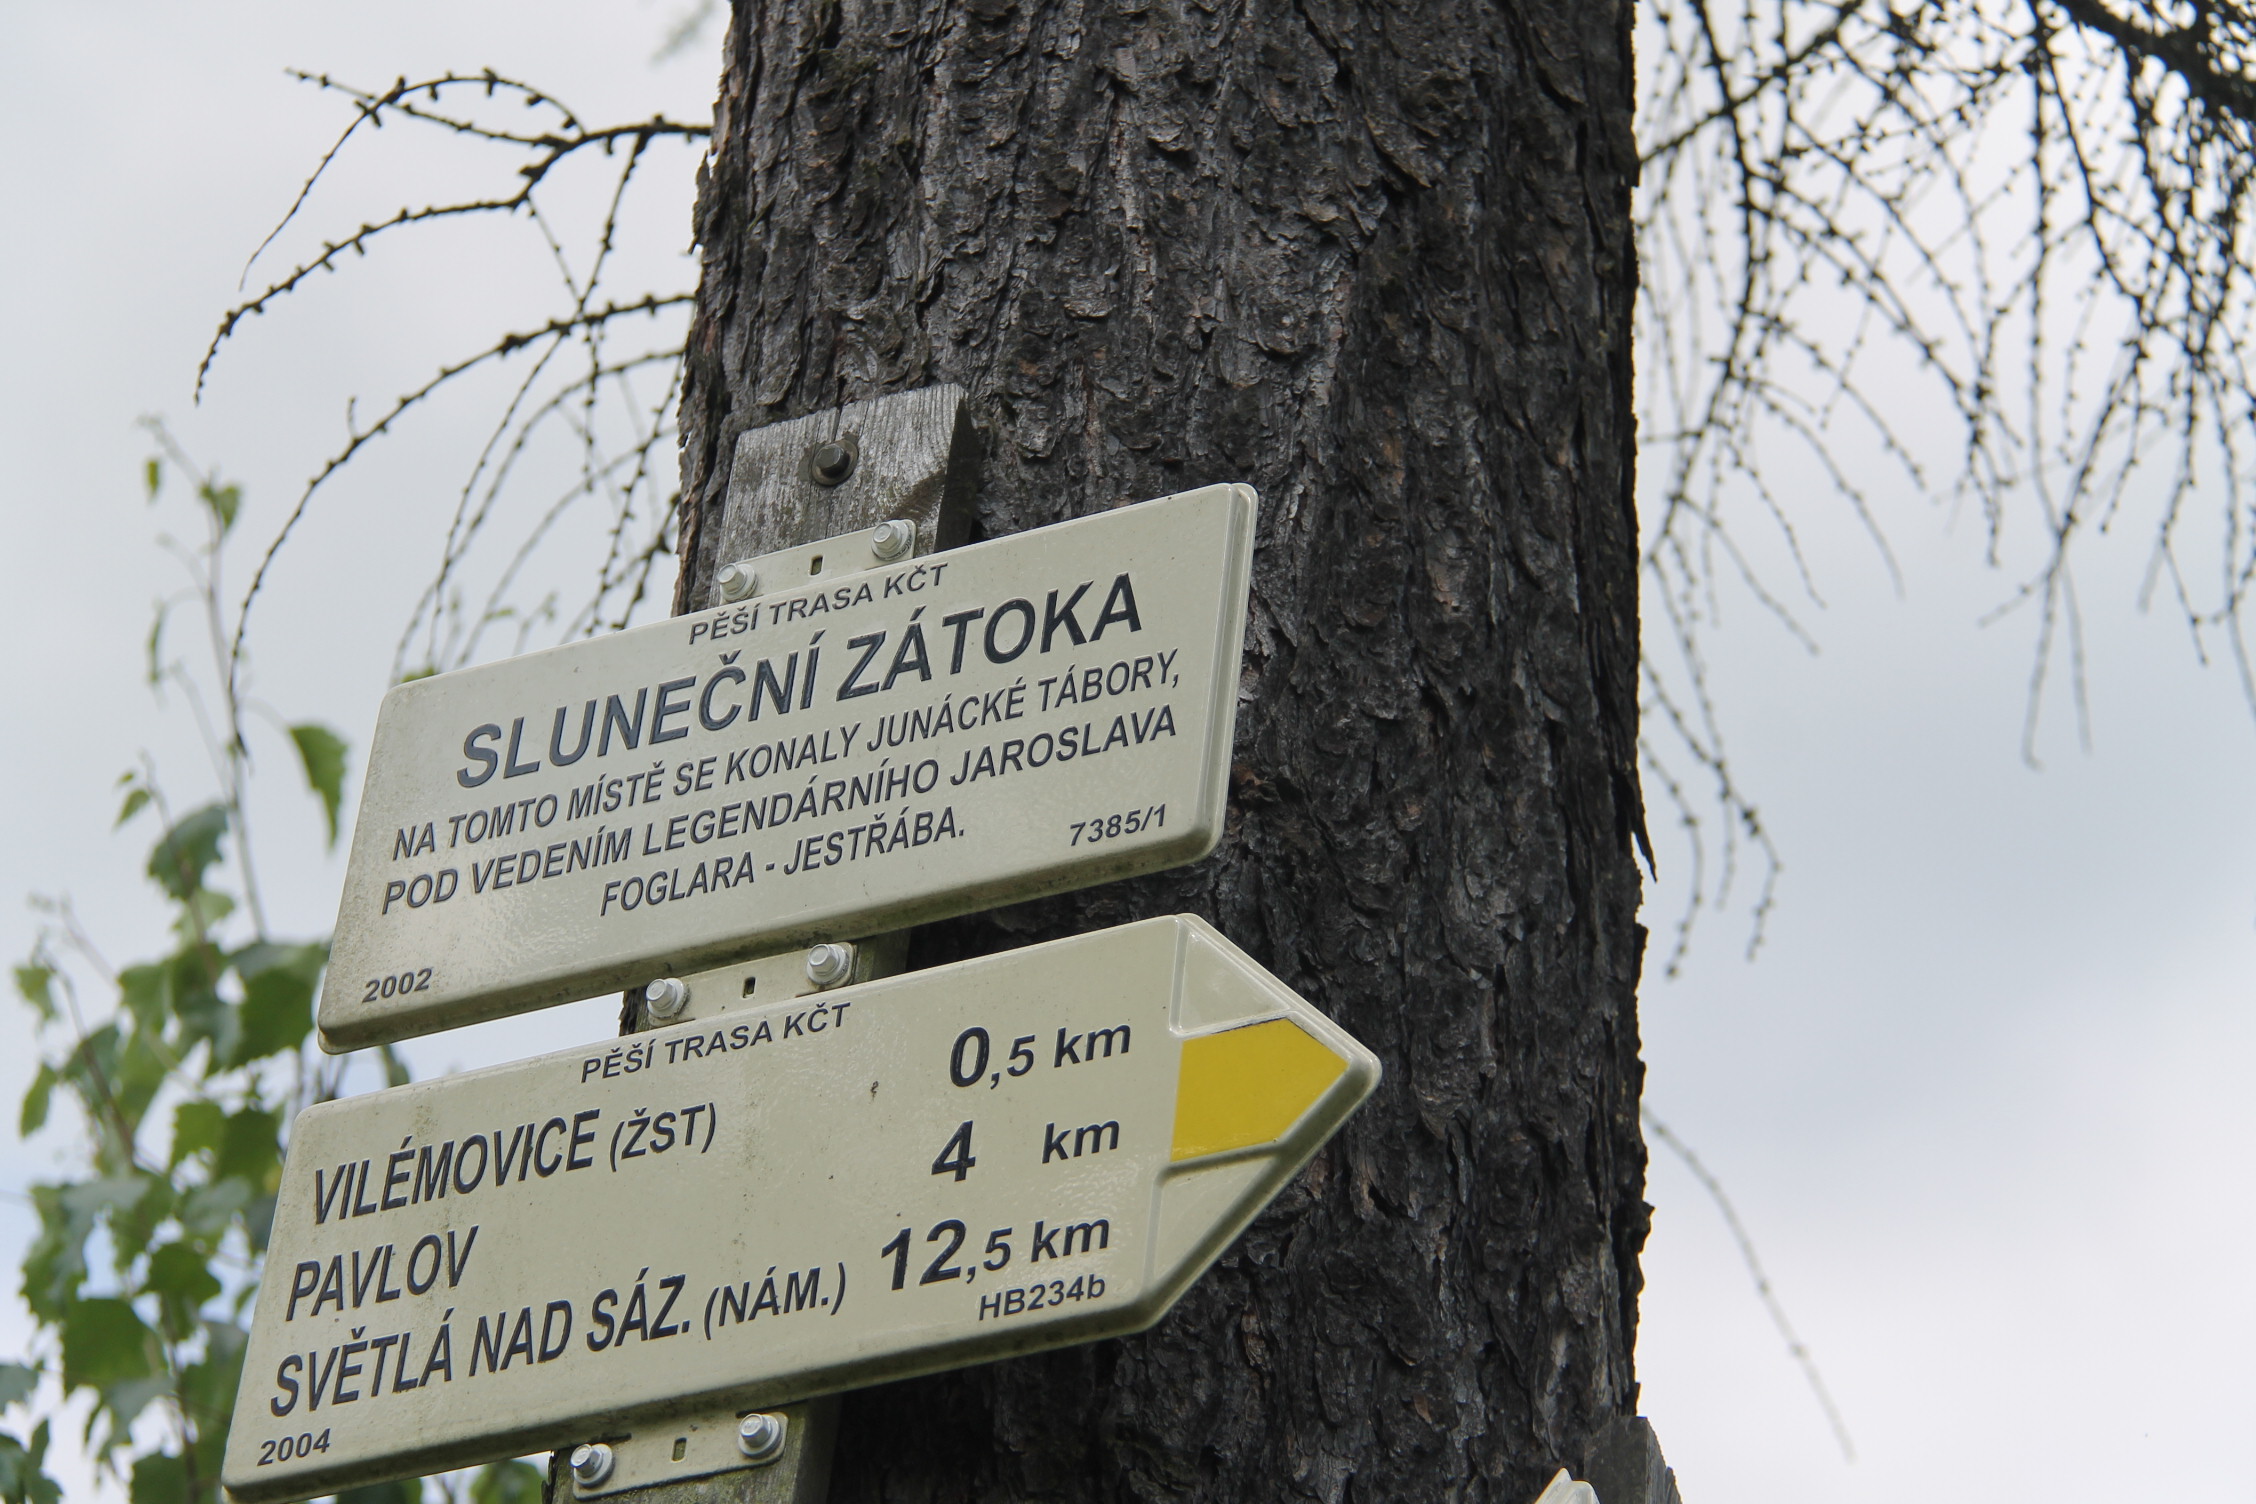 PĚŠÍ TRASA KČT
SLUNEČNÍ ZÁTOKA
NA TOMTO MÍSTĚ SE KONALY JUNÁCKÉ TÁBORY,
POD VEDENÍM LEGENDÁRNÍHO JAROSLAVA
FOGLARA - JESTŘÁBA.
7385/1
2002
PĚŠÍ TRASA KČT
VILÉMOVICE (ŽST) 0,5 km
PAVLOV 4 km
SVĚTLÁ NAD SÁZ. (NÁM.) 12,5 km
HB234b
2004